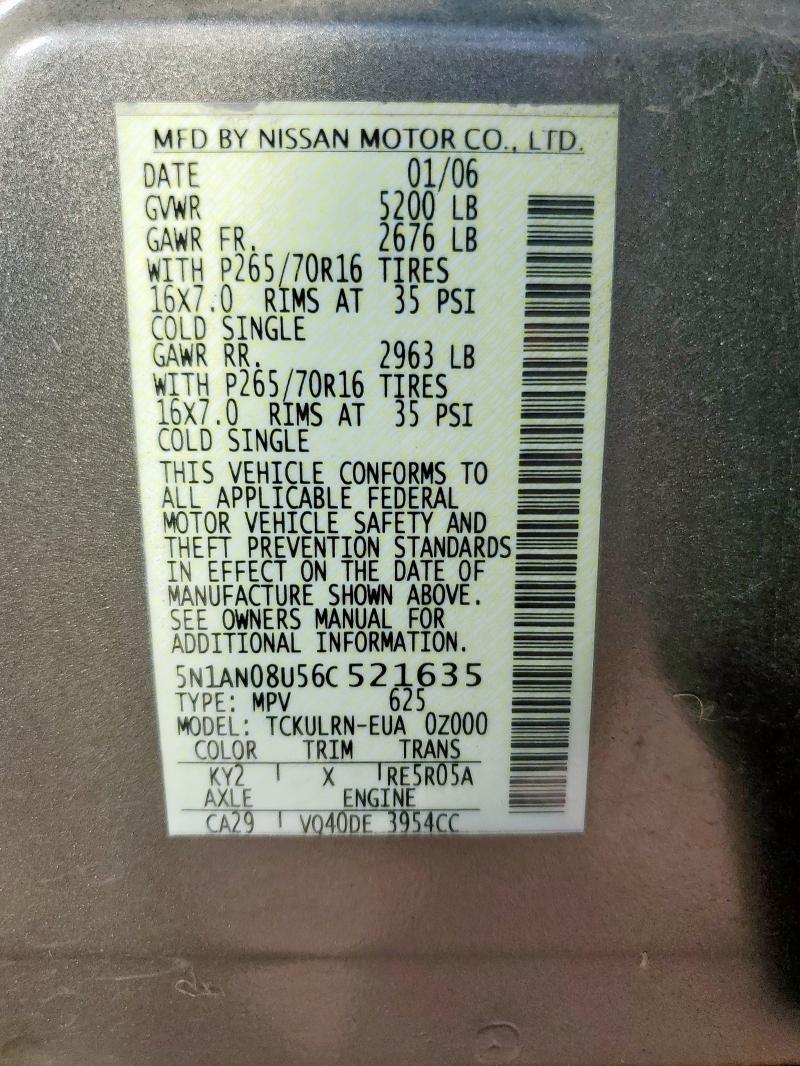 MFD BY NISSAN MOTOR CO., LTD.
DATE 01/06
GVWR 5200 LB
GAWR FR. 2676 LB
WITH P265/70R16 TIRES
16X7.0 RIMS AT 35 PSI
COLD SINGLE
GAWR RR. 2963 LB
WITH P265/70R16 TIRES
16X7.0 RIMS AT 35 PSI
COLD SINGLE
THIS VEHICLE CONFORMS TO
ALL APPLICABLE FEDERAL
MOTOR VEHICLE SAFETY AND
THEFT PREVENTION STANDARDS
IN EFFECT ON THE DATE OF
MANUFACTURE SHOWN ABOVE.
SEE OWNERS MANUAL FOR
ADDITIONAL INFORMATION.
5N1AN08U56C 521635
TYPE: MPV 625
MODEL: TCKULRN-EUA 0Z000
COLOR TRIM TRANS
KY2 X RE5R05A
AXLE ENGINE
CA29 VQ40DE 3954CC